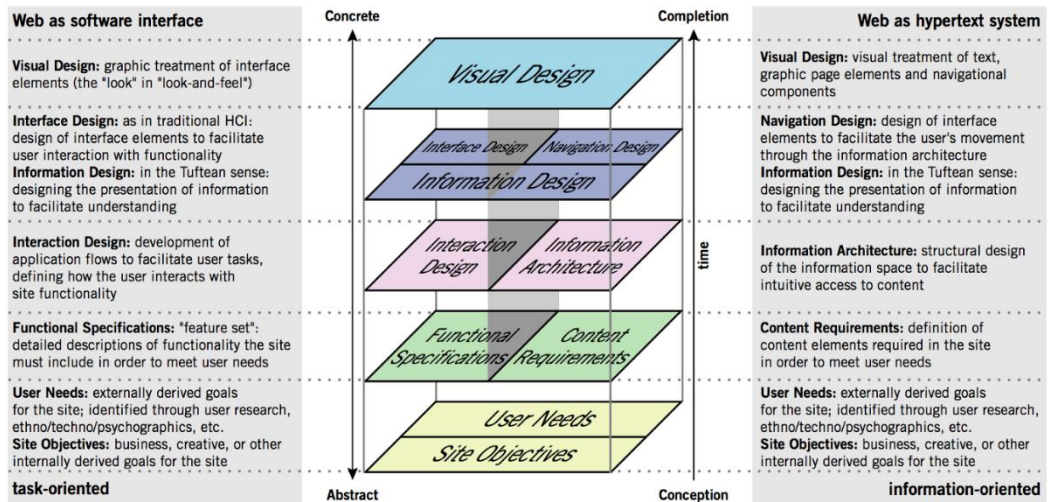 Web as software interface
Visual Design: graphic treatment of interface
elements (the "look" in "look-and-feel")
Interface Design: as in traditional HCI:
design of interface elements to facilitate
user interaction with functionality
Information Design: in the Tuftean sense:
designing the presentation of information
to facilitate understanding
Interaction Design: development of
application flows to facilitate user tasks,
defining how the user interacts with
site functionality
Functional Specifications: "feature set":
detailed descriptions of functionality the site
must include in order to meet user needs
User Needs: externally derived goals
for the site; identified through user research,
ethno/techno/psychographics, etc.
Site Objectives: business, creative, or other
internally derived goals for the site
task-oriented
Concrete
Completion
Visual Design
Interface Design
Navigation Design
Information Design
Interaction
Design
Information
Architecture
Functional
Specifications
Content
Requirements
User Needs
Site Objectives
time
Abstract
Conception
Web as hypertext system
Visual Design: visual treatment of text,
graphic page elements and navigational
components
Navigation Design: design of interface
elements to facilitate the user's movement
through the information architecture
Information Design: in the Tuftean sense:
designing the presentation of information
to facilitate understanding
Information Architecture: structural design
of the information space to facilitate
intuitive access to content
Content Requirements: definition of
content elements required in the site
in order to meet user needs
User Needs: externally derived goals
for the site; identified through user research,
ethno/techno/psychographics, etc.
Site Objectives: business, creative, or other
internally derived goals for the site
information-oriented